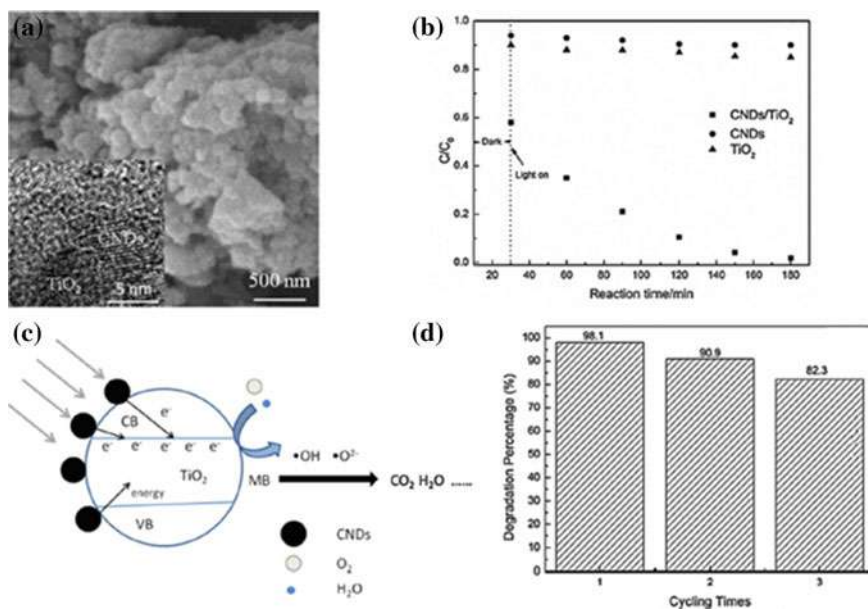 (a)
CNDs
TiO₂
5 nm
500 nm
(b)
C/C₀
1.0
0.8
0.6
0.4
0.2
0.0
CNDs/TiO₂
CNDs
TiO₂
Dark
Light on
20 40 60 80 100 120 140 160 180
Reaction time/min
(c)
CB
e⁻
e⁻ e⁻ e⁻ e⁻ e⁻
TiO₂
energy
VB
MB
•OH •O²⁻
CO₂ H₂O ......
CNDs
O₂
H₂O
(d)
Degradation Percentage (%)
100
90
80
70
60
50
40
30
20
10
0
98.1
90.9
82.3
1 2 3
Cycling Times